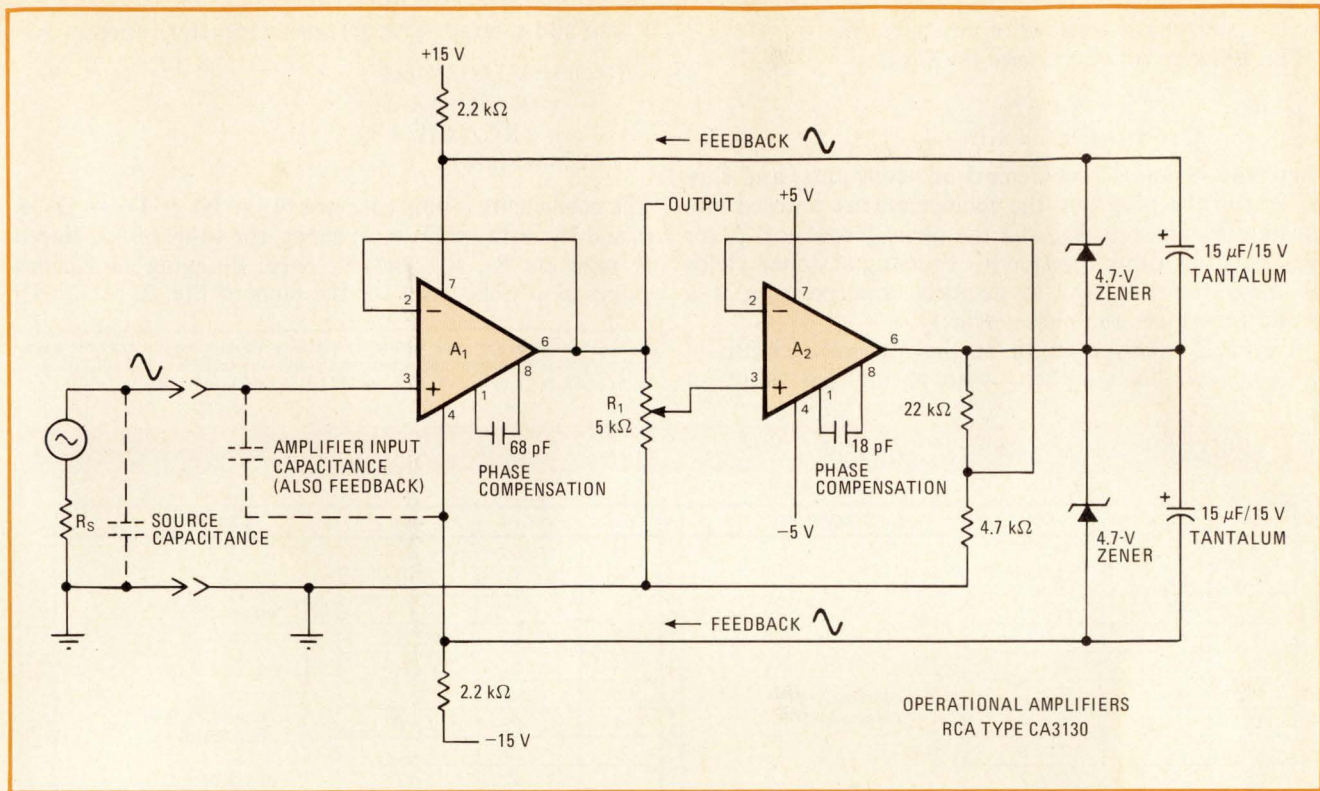 +15 V
2.2 kΩ
← FEEDBACK
OUTPUT
+5 V
4.7-V
ZENER
+
15 µF/15 V
TANTALUM
7
2
−
A₁
6
3
+
8
1
4
68 pF
PHASE
COMPENSATION
R₁
5 kΩ
7
2
−
A₂
6
3
+
8
1
4
18 pF
PHASE
COMPENSATION
−5 V
22 kΩ
4.7 kΩ
AMPLIFIER INPUT
CAPACITANCE
(ALSO FEEDBACK)
RS
SOURCE
CAPACITANCE
4.7-V
ZENER
+
15 µF/15 V
TANTALUM
← FEEDBACK
2.2 kΩ
−15 V
OPERATIONAL AMPLIFIERS
RCA TYPE CA3130